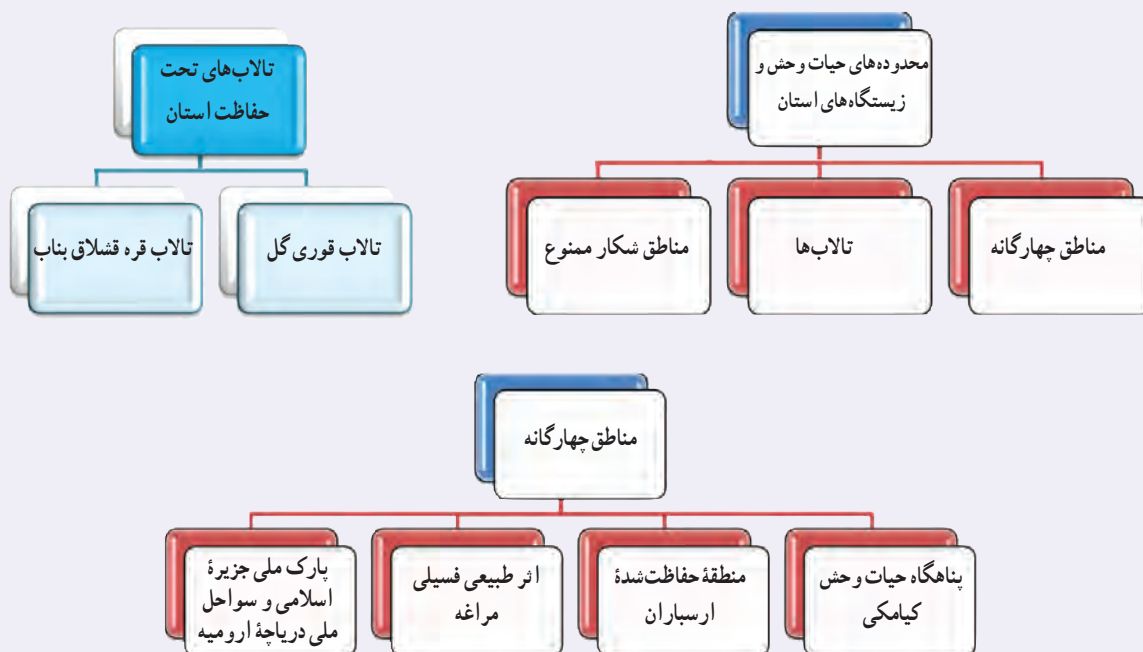 محدوده‌های حیات وحش و
زیستگاه‌های استان
مناطق چهارگانه
تالاب‌ها
مناطق شکار ممنوع
تالاب‌های تحت
حفاظت استان
تالاب قوری گل
تالاب قره قشلاق بناب
مناطق چهارگانه
پناهگاه حیات وحش
کیامکی
منطقهٔ حفاظت‌شدهٔ
ارسباران
اثر طبیعی فسیلی
مراغه
پارک ملی جزیرهٔ
اسلامی و سواحل
ملی دریاچهٔ ارومیه